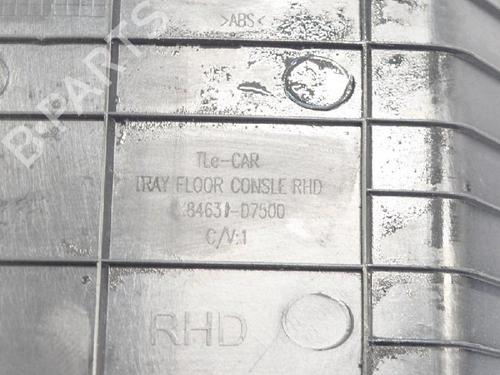 >ABS<
B-PARTS
TLe-CAR
TRAY FLOOR CONSLE RHD
84631-D7500
C/V:1
RHD